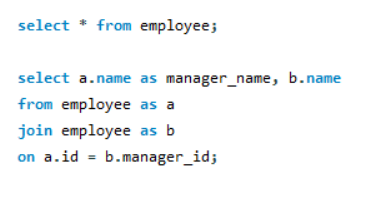 select * from employee;
select a.name as manager_name, b.name
from employee as a
join employee as b
on a.id = b.manager_id;